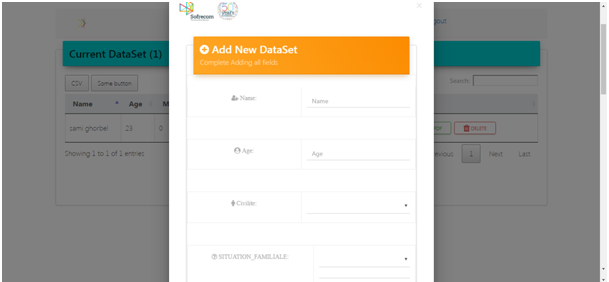 Sofrecom
×
Add New DataSet
Complete Adding all fields
Name:
Name
Age:
Age
Civilite:
SITUATION_FAMILIALE:
Current DataSet (1)
CSV
Some button
Search:
Name
Age
M
sami ghorbel
23
0
DELETE
Showing 1 to 1 of 1 entries
revious
1
Next
Last
gout